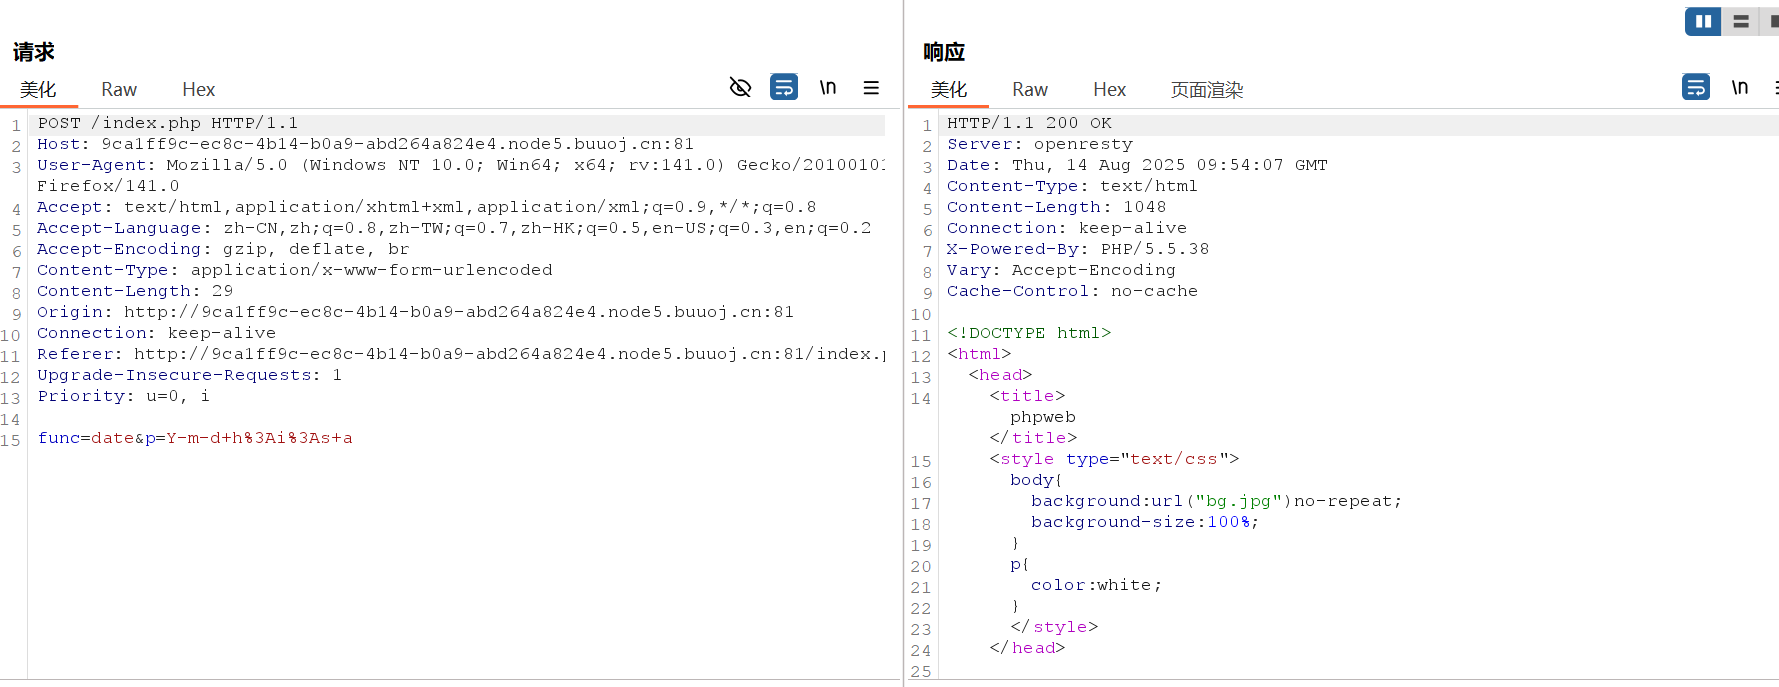 请求
美化 Raw Hex \n
1 POST /index.php HTTP/1.1
2 Host: 9ca1ff9c-ec8c-4b14-b0a9-abd264a824e4.node5.buuoj.cn:81
3 User-Agent: Mozilla/5.0 (Windows NT 10.0; Win64; x64; rv:141.0) Gecko/20100101
Firefox/141.0
4 Accept: text/html,application/xhtml+xml,application/xml;q=0.9,*/*;q=0.8
5 Accept-Language: zh-CN,zh;q=0.8,zh-TW;q=0.7,zh-HK;q=0.5,en-US;q=0.3,en;q=0.2
6 Accept-Encoding: gzip, deflate, br
7 Content-Type: application/x-www-form-urlencoded
8 Content-Length: 29
9 Origin: http://9ca1ff9c-ec8c-4b14-b0a9-abd264a824e4.node5.buuoj.cn:81
10 Connection: keep-alive
11 Referer: http://9ca1ff9c-ec8c-4b14-b0a9-abd264a824e4.node5.buuoj.cn:81/index.p
12 Upgrade-Insecure-Requests: 1
13 Priority: u=0, i
14
15 func=date&p=Y-m-d+h%3Ai%3As+a
响应
美化 Raw Hex 页面渲染 \n
1 HTTP/1.1 200 OK
2 Server: openresty
3 Date: Thu, 14 Aug 2025 09:54:07 GMT
4 Content-Type: text/html
5 Content-Length: 1048
6 Connection: keep-alive
7 X-Powered-By: PHP/5.5.38
8 Vary: Accept-Encoding
9 Cache-Control: no-cache
10
11 <!DOCTYPE html>
12 <html>
13 <head>
14 <title>
phpweb
</title>
15 <style type="text/css">
16 body{
17 background:url("bg.jpg")no-repeat;
18 background-size:100%;
19 }
20 p{
21 color:white;
22 }
23 </style>
24 </head>
25